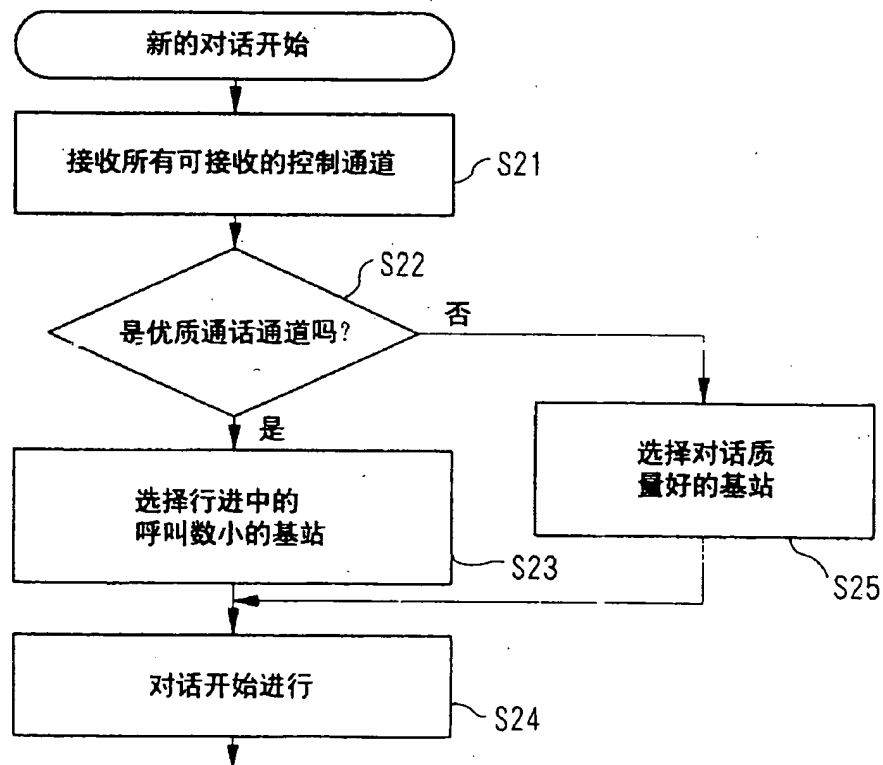 新的对话开始
接收所有可接收的控制通道
S21
S22
是优质通话通道吗?
否
是
选择行进中的
呼叫数小的基站
S23
选择对话质
量好的基站
S25
对话开始进行
S24